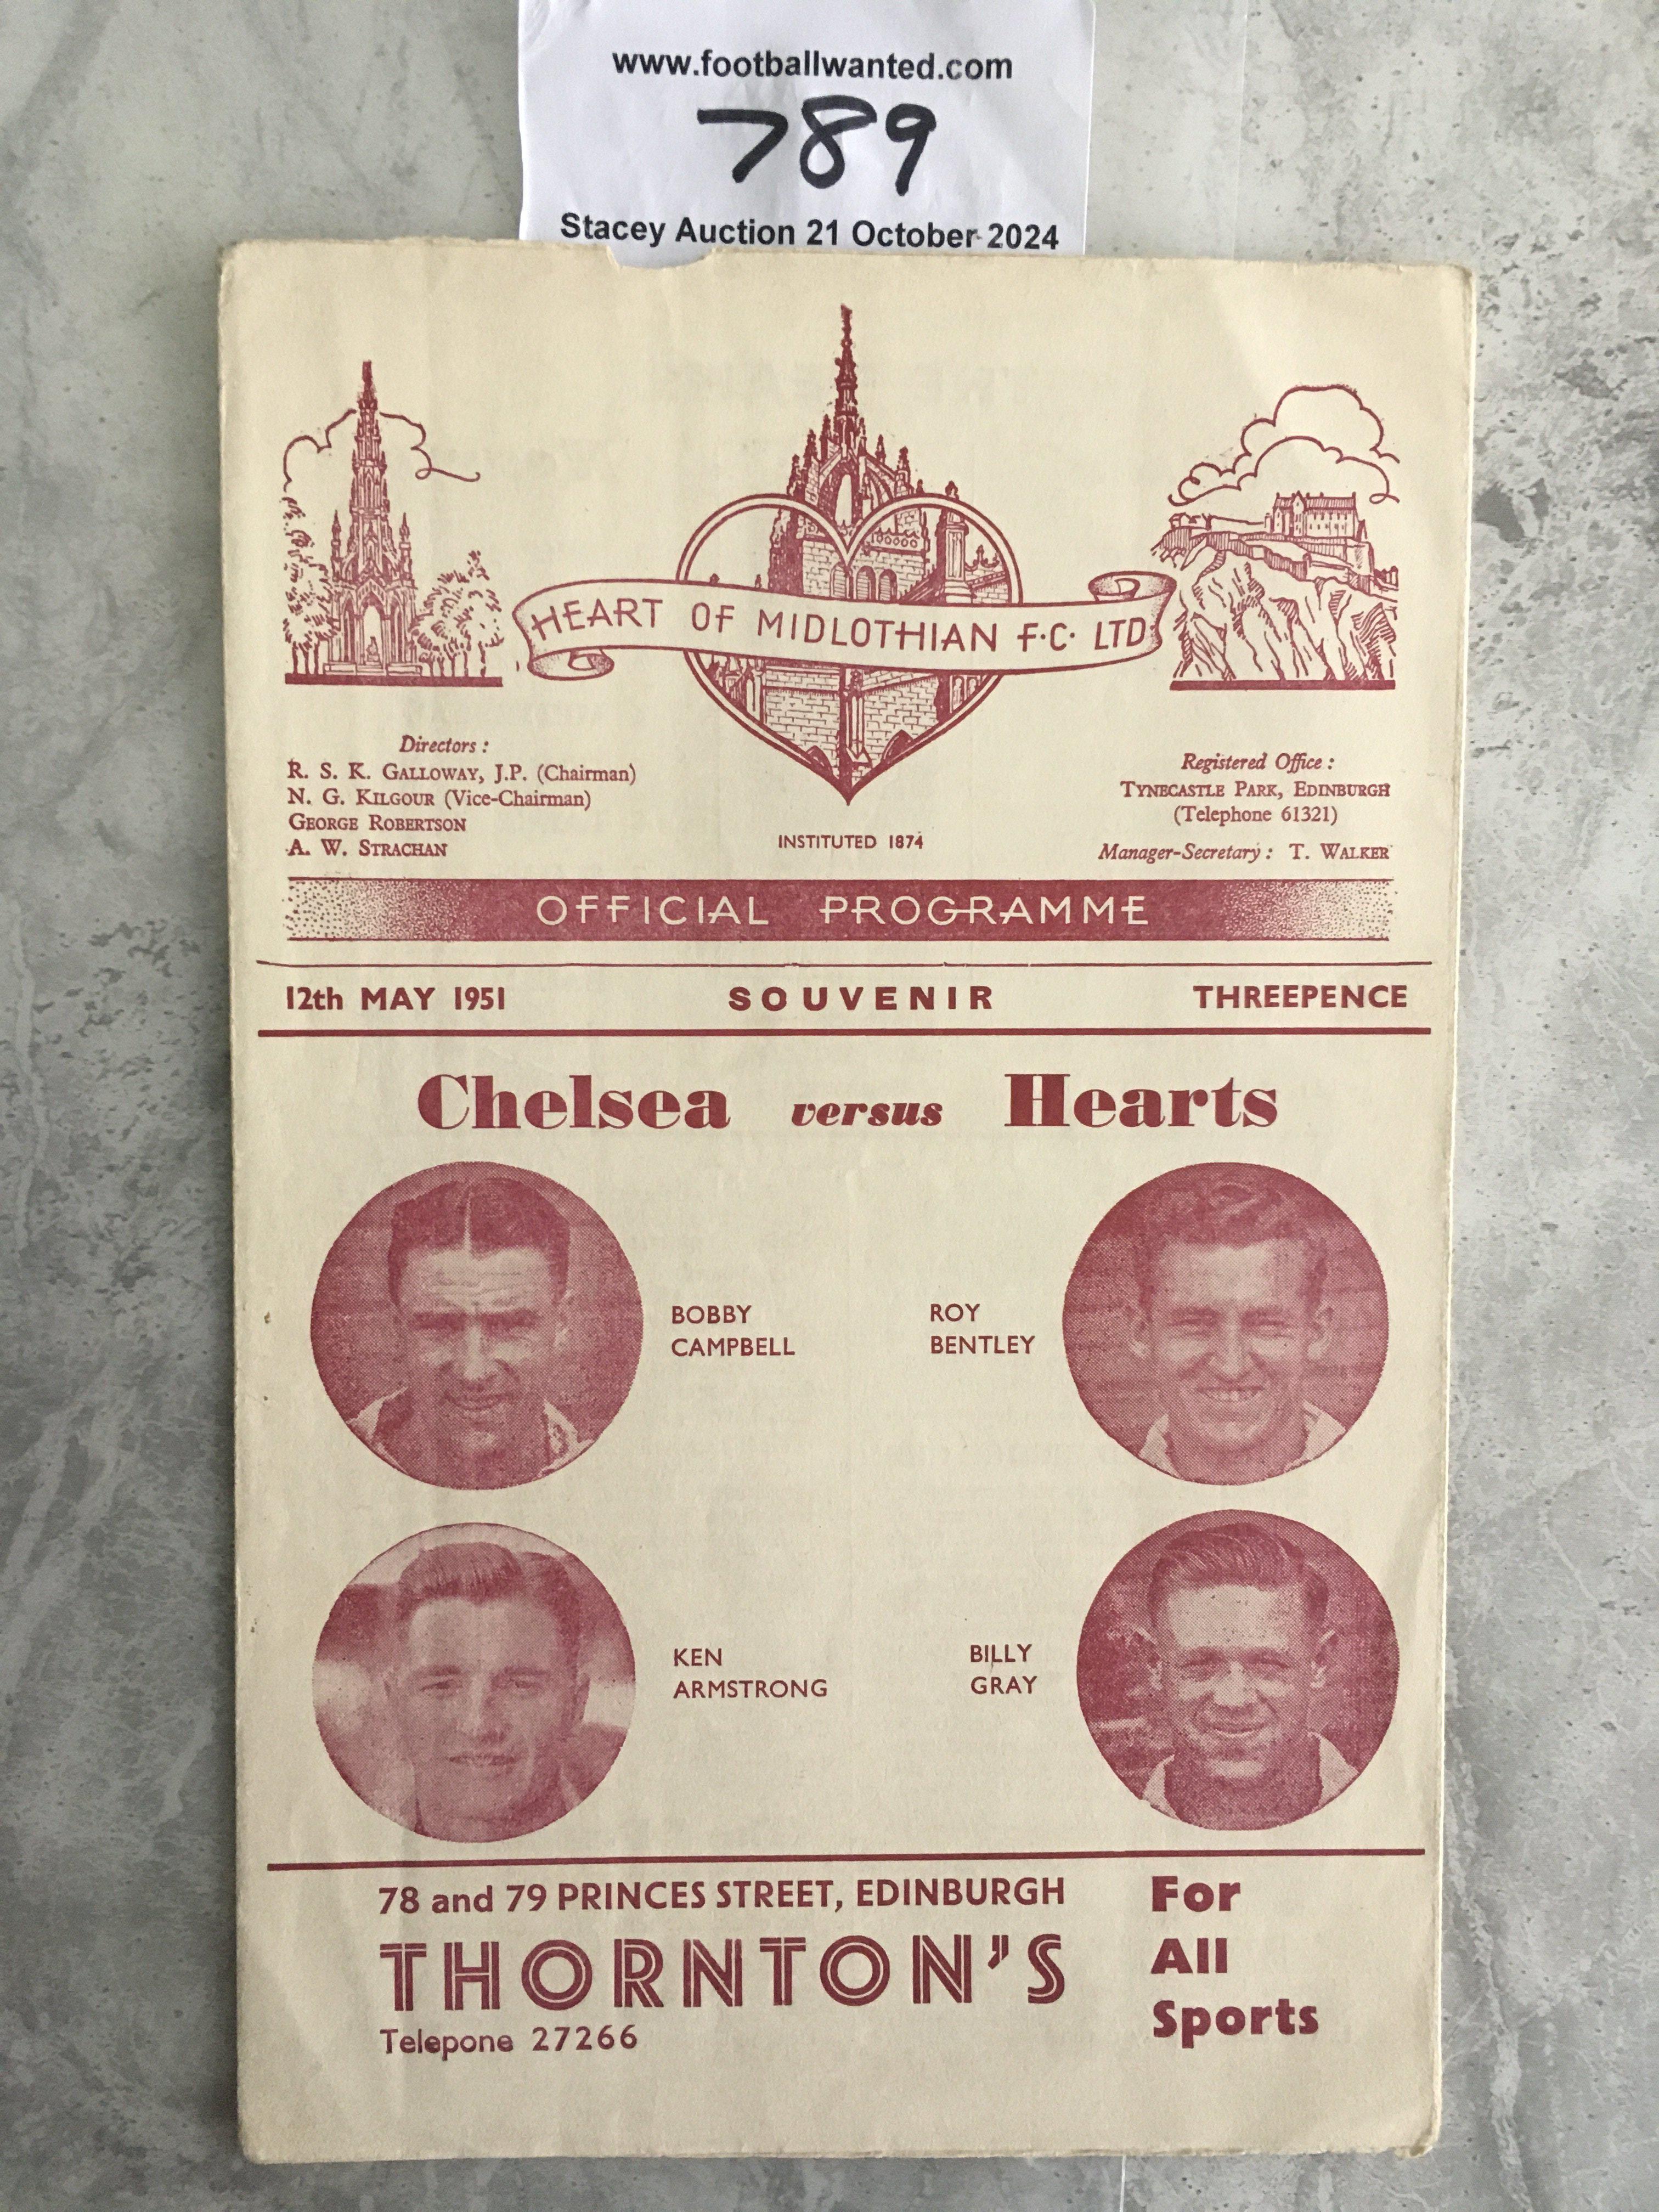 www.footballwanted.com
789
Stacey Auction 21 October 2024
HEART OF MIDLOTHIAN F.C. LTD
Directors :
R. S. K. GALLOWAY, J.P. (Chairman)
N. G. KILGOUR (Vice-Chairman)
GEORGE ROBERTSON
A. W. STRACHAN
INSTITUTED 1874
Registered Office :
TYNECASTLE PARK, EDINBURGH
(Telephone 61321)
Manager-Secretary : T. WALKER
OFFICIAL PROGRAMME
12th MAY 1951 SOUVENIR THREEPENCE
Chelsea versus Hearts
BOBBY
CAMPBELL
ROY
BENTLEY
KEN
ARMSTRONG
BILLY
GRAY
78 and 79 PRINCES STREET, EDINBURGH
THORNTON'S
Telepone 27266
For
All
Sports